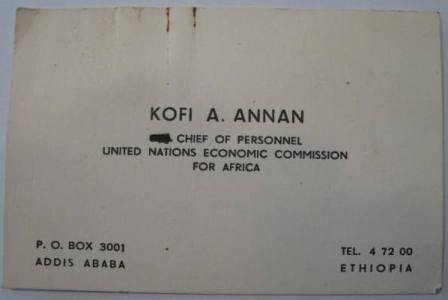 KOFI A. ANNAN
CHIEF OF PERSONNEL
UNITED NATIONS ECONOMIC COMMISSION
FOR AFRICA
P. O. BOX 3001
ADDIS ABABA
TEL. 4 72 00
ETHIOPIA